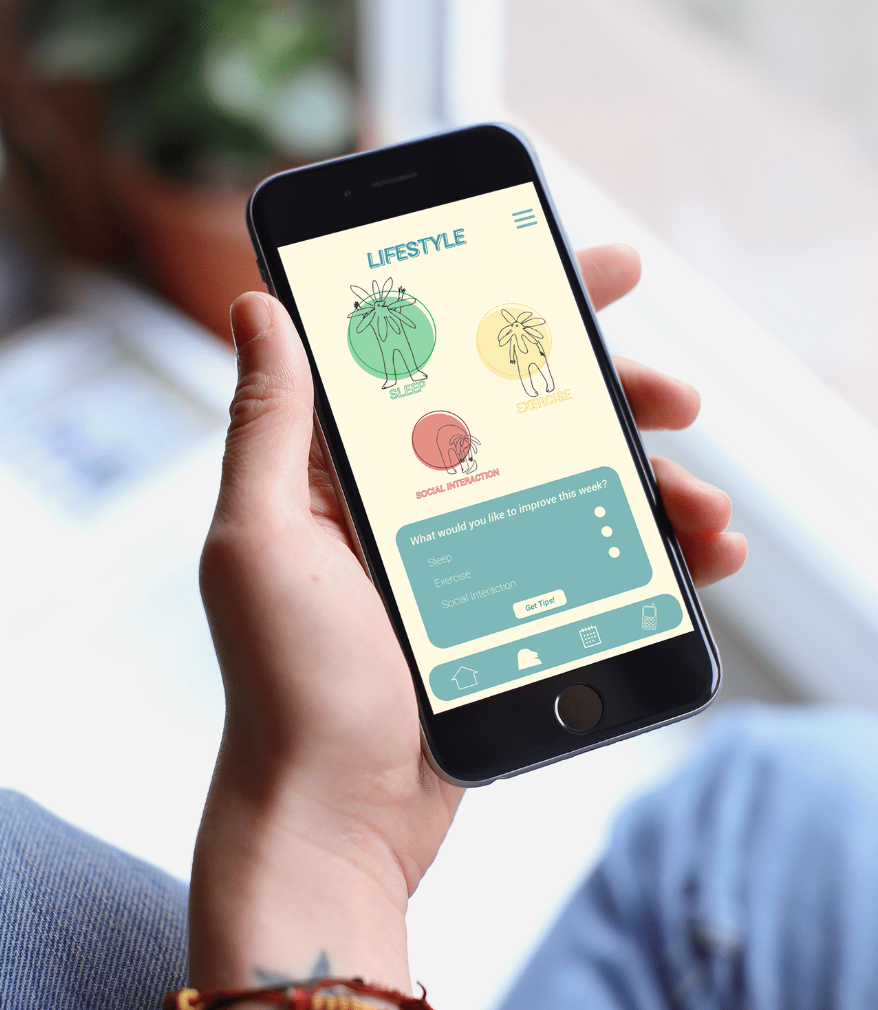 LIFESTYLE
SLEEP
EXERCISE
SOCIAL INTERACTION
What would you like to improve this week?
Sleep
Exercise
Social Interaction
Get Tips!